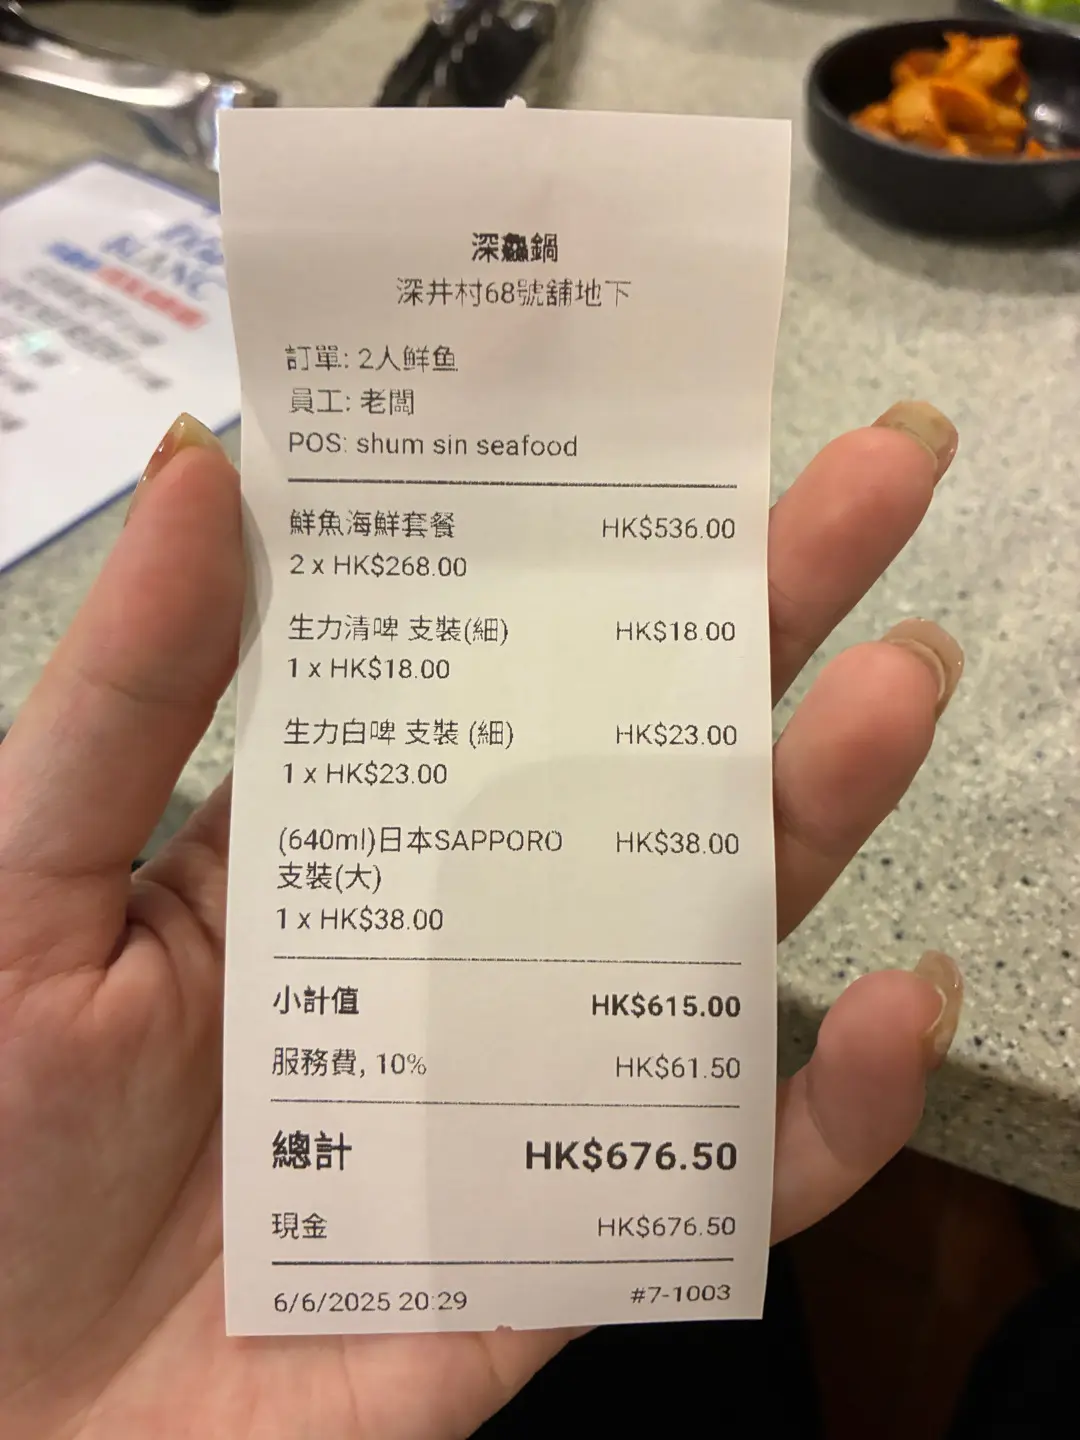 深鱻鍋
深井村68號舖地下
訂單: 2人鮮鱼
員工: 老闆
POS: shum sin seafood
鮮魚海鮮套餐 HK$536.00
2 x HK$268.00
生力清啤 支裝(細) HK$18.00
1 x HK$18.00
生力白啤 支裝 (細) HK$23.00
1 x HK$23.00
(640ml)日本SAPPORO HK$38.00
支裝(大)
1 x HK$38.00
小計值 HK$615.00
服務費, 10% HK$61.50
總計 HK$676.50
現金 HK$676.50
6/6/2025 20:29 #7-1003